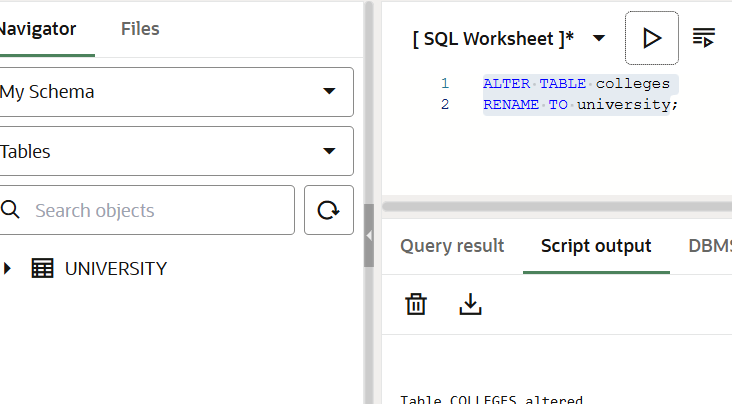 Navigator
Files
My Schema
Tables
Search objects
UNIVERSITY
[ SQL Worksheet ]*
1 ALTER TABLE colleges
2 RENAME TO university;
Query result
Script output
DBMS
Table COLLEGES altered.